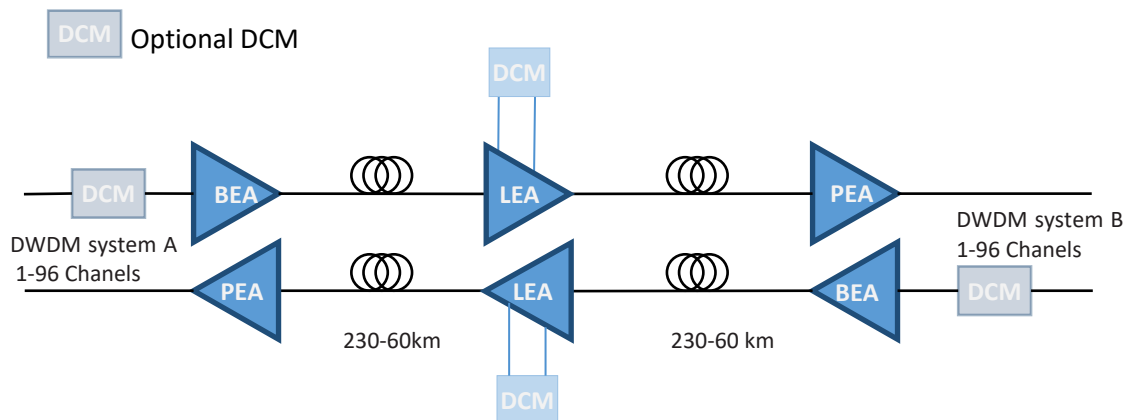 DCM Optional DCM
DCM
DCM BEA LEA PEA
DWDM system A
1-96 Chanels
DWDM system B
1-96 Chanels
PEA LEA BEA DCM
230-60km 230-60 km
DCM